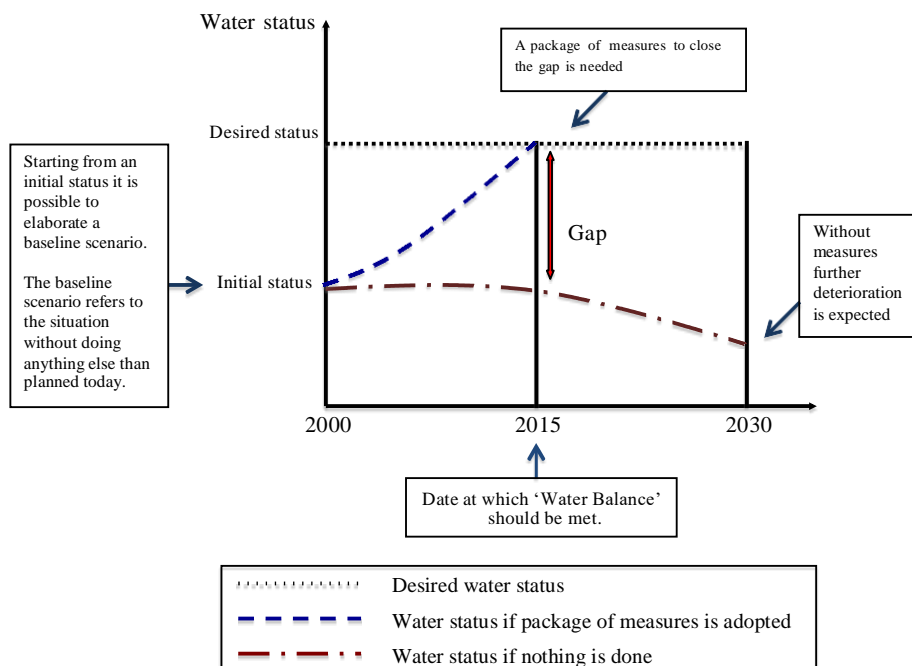 Water status
A package of measures to close
the gap is needed
Desired status
Starting from an
initial status it is
possible to
elaborate a
baseline scenario.
The baseline
scenario refers to
the situation
without doing
anything else than
planned today.
Gap
Initial status
Without
measures
further
deterioration
is expected
2000
2015
2030
Date at which ‘Water Balance’
should be met.
Desired water status
Water status if package of measures is adopted
Water status if nothing is done